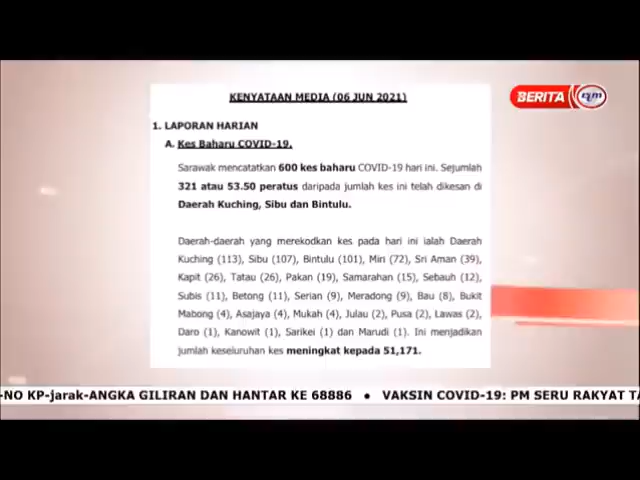 KENYATAAN MEDIA (06 JUN 2021)
BERITA rtm
1. LAPORAN HARIAN
A. Kes Baharu COVID-19.
Sarawak mencatatkan 600 kes baharu COVID-19 hari ini. Sejumlah
321 atau 53.50 peratus daripada jumlah kes ini telah dikesan di
Daerah Kuching, Sibu dan Bintulu.
Daerah-daerah yang merekodkan kes pada hari ini ialah Daerah
Kuching (113), Sibu (107), Bintulu (101), Miri (72), Sri Aman (39),
Kapit (26), Tatau (26), Pakan (19), Samarahan (15), Sebauh (12),
Subis (11), Betong (11), Serian (9), Meradong (9), Bau (8), Bukit
Mabong (4), Asajaya (4), Mukah (4), Julau (2), Pusa (2), Lawas (2),
Daro (1), Kanowit (1), Sarikei (1) dan Marudi (1). Ini menjadikan
jumlah keseluruhan kes meningkat kepada 51,171.
-NO KP-jarak-ANGKA GILIRAN DAN HANTAR KE 68886 ● VAKSIN COVID-19: PM SERU RAKYAT TA